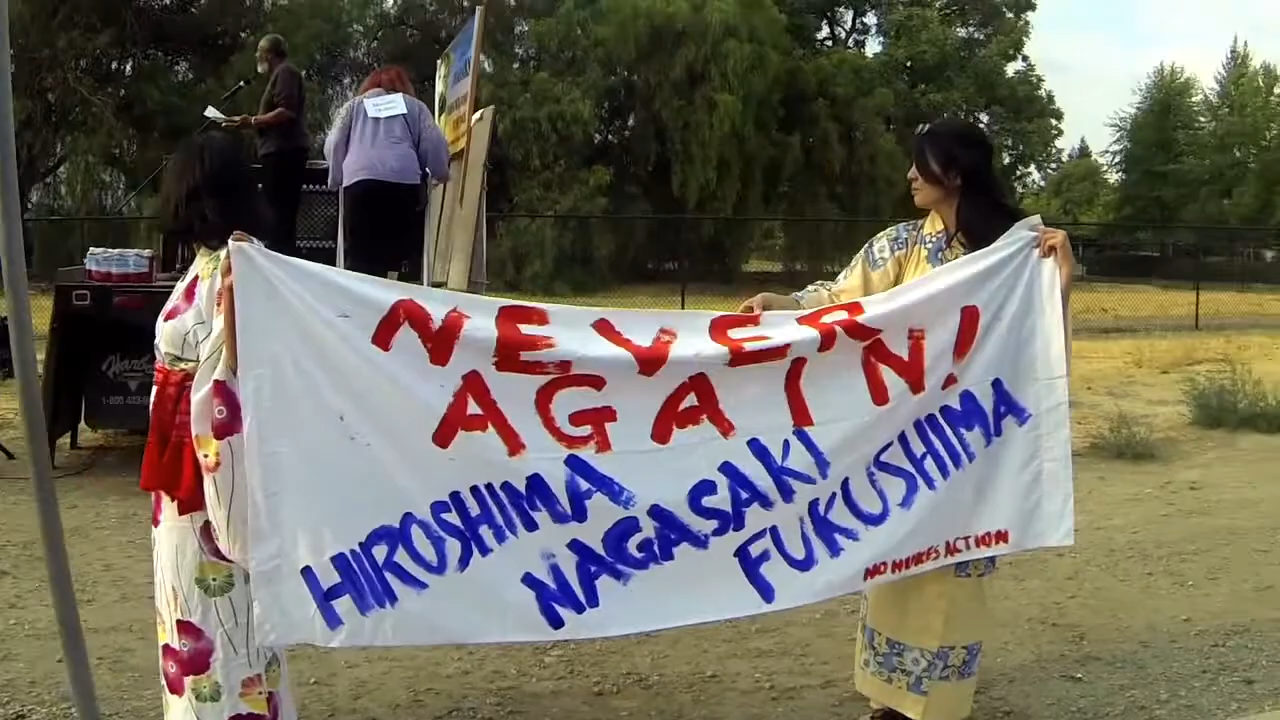 NEVER
AGAIN!
HIROSHIMA
NAGASAKI
FUKUSHIMA
NO NUKES ACTION